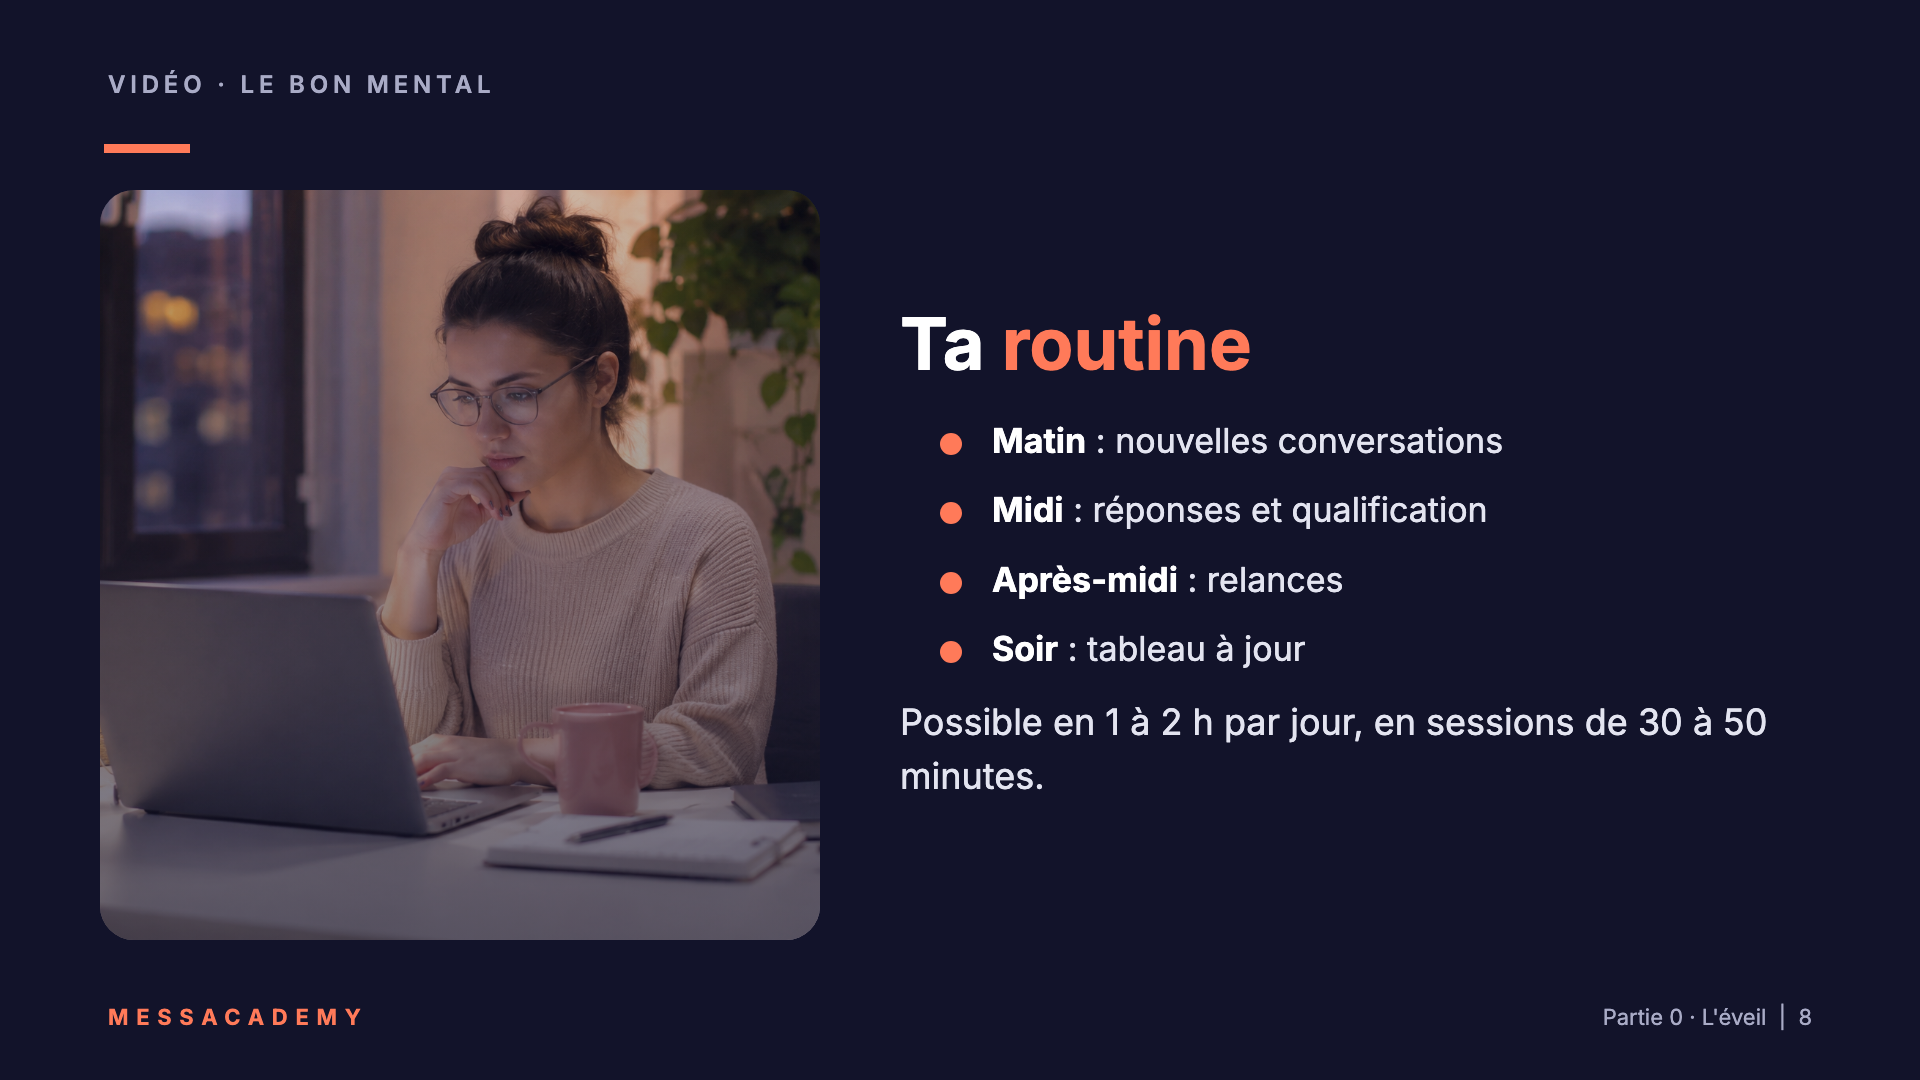 VIDÉO · LE BON MENTAL
Ta routine
Matin : nouvelles conversations
Midi : réponses et qualification
Après-midi : relances
Soir : tableau à jour
Possible en 1 à 2 h par jour, en sessions de 30 à 50
minutes.
MESSACADEMY
Partie 0 · L'éveil | 8